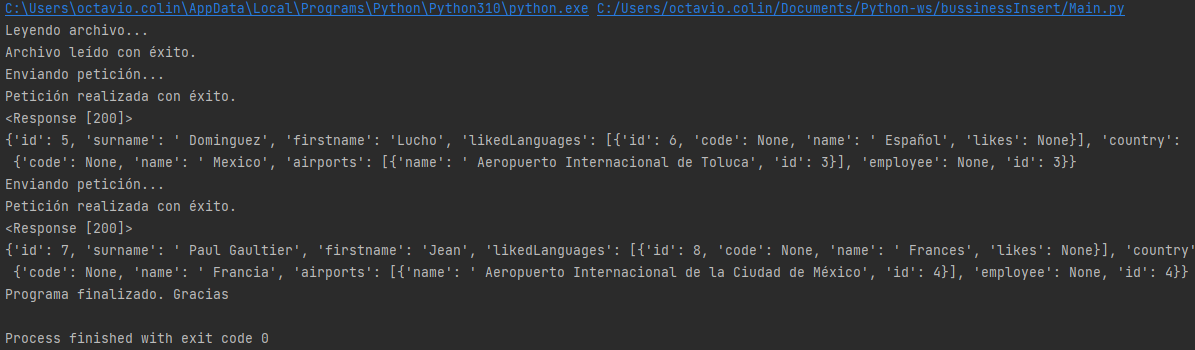 C:\Users\octavio.colin\AppData\Local\Programs\Python\Python310\python.exe C:/Users/octavio.colin/Documents/Python-ws/bussinessInsert/Main.py
Leyendo archivo...
Archivo leído con éxito.
Enviando petición...
Petición realizada con éxito.
<Response [200]>
{'id': 5, 'surname': ' Dominguez', 'firstname': 'Lucho', 'likedLanguages': [{'id': 6, 'code': None, 'name': ' Español', 'likes': None}], 'country':
{'code': None, 'name': ' Mexico', 'airports': [{'name': ' Aeropuerto Internacional de Toluca', 'id': 3}], 'employee': None, 'id': 3}}
Enviando petición...
Petición realizada con éxito.
<Response [200]>
{'id': 7, 'surname': ' Paul Gaultier', 'firstname': 'Jean', 'likedLanguages': [{'id': 8, 'code': None, 'name': ' Frances', 'likes': None}], 'country'
{'code': None, 'name': ' Francia', 'airports': [{'name': ' Aeropuerto Internacional de la Ciudad de México', 'id': 4}], 'employee': None, 'id': 4}}
Programa finalizado. Gracias
Process finished with exit code 0